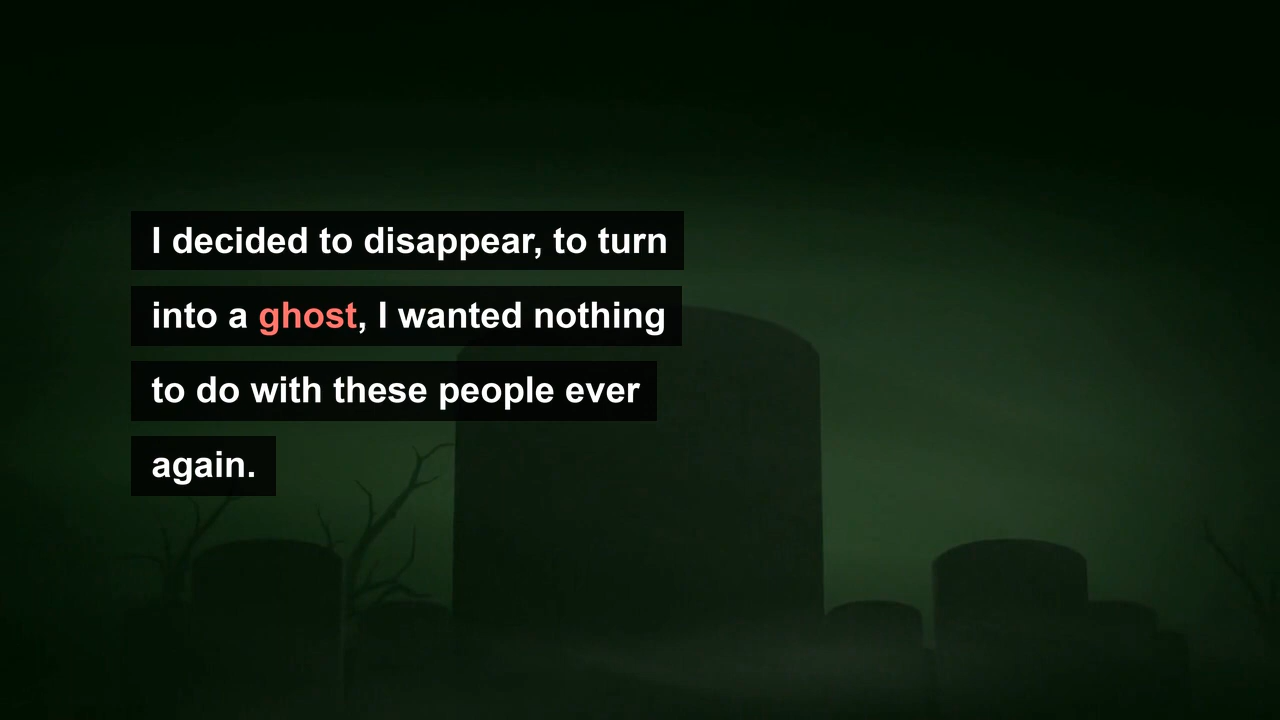 I decided to disappear, to turn
into a ghost, I wanted nothing
to do with these people ever
again.